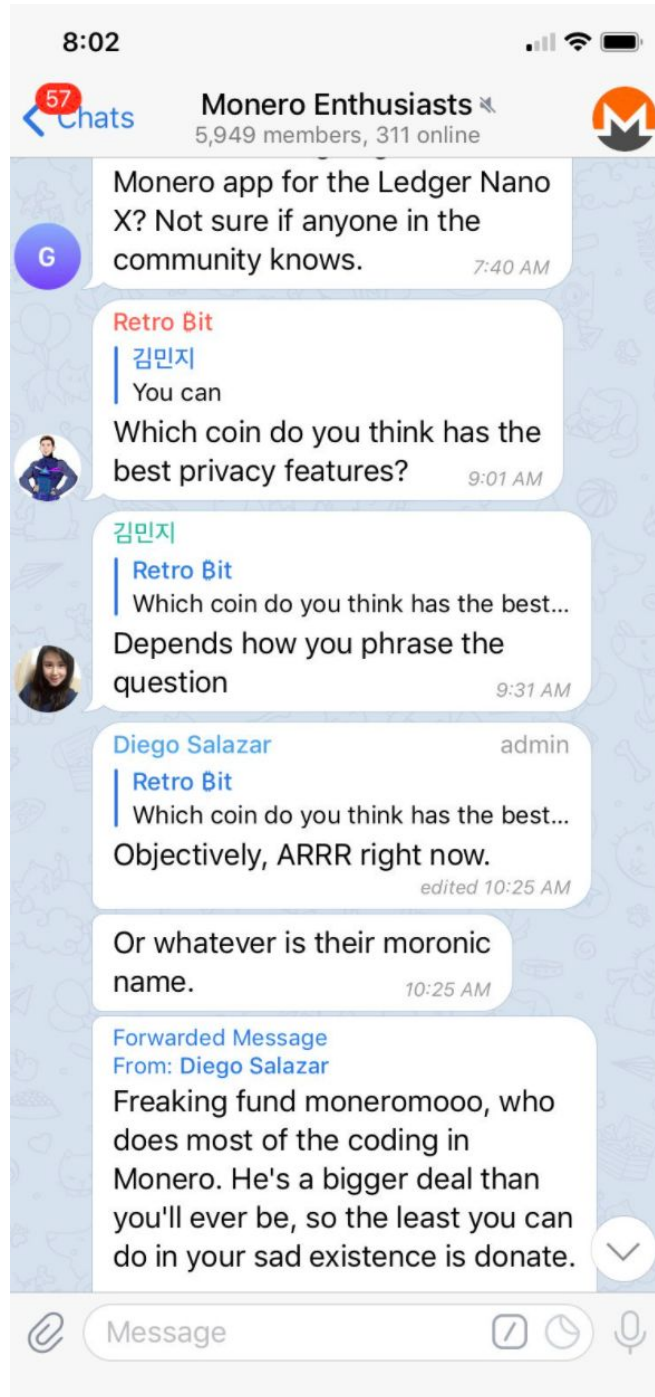 8:02
57
Chats
Monero Enthusiasts
5,949 members, 311 online
Monero app for the Ledger Nano
X? Not sure if anyone in the
community knows.
7:40 AM
G
Retro ₿it
김민지
You can
Which coin do you think has the
best privacy features?
9:01 AM
김민지
Retro ₿it
Which coin do you think has the best...
Depends how you phrase the
question
9:31 AM
Diego Salazar admin
Retro ₿it
Which coin do you think has the best...
Objectively, ARRR right now.
edited 10:25 AM
Or whatever is their moronic
name.
10:25 AM
Forwarded Message
From: Diego Salazar
Freaking fund moneromooo, who
does most of the coding in
Monero. He's a bigger deal than
you'll ever be, so the least you can
do in your sad existence is donate.
Message